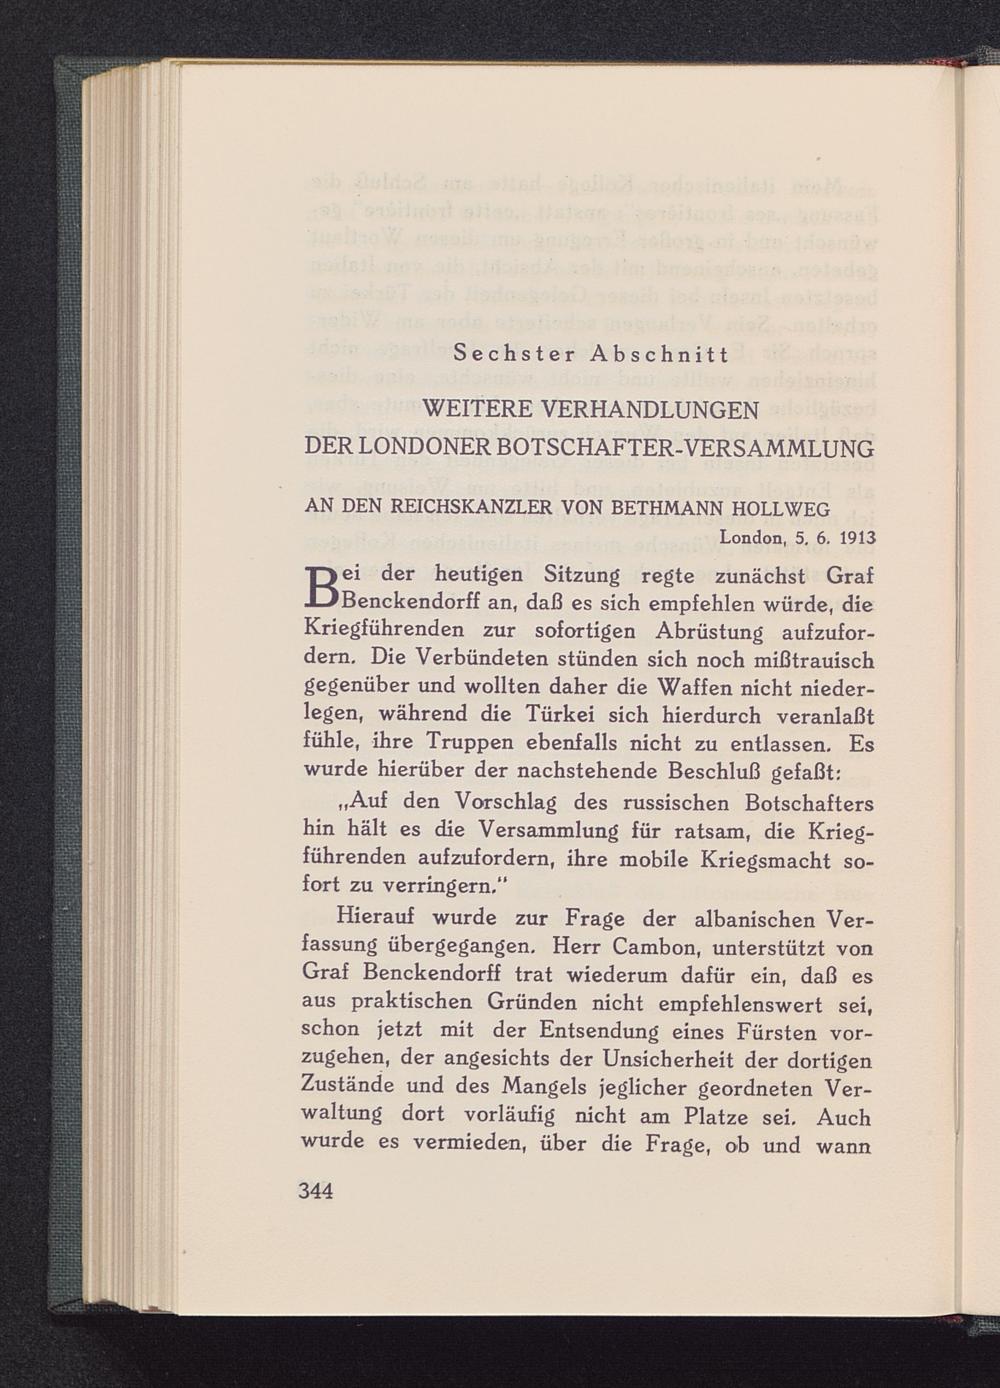 Sechster Abschnitt
WEITERE VERHANDLUNGEN
DER LONDONER BOTSCHAFTER-VERSAMMLUNG
AN DEN REICHSKANZLER VON BETHMANN HOLLWEG
London, 5. 6. 1913
Bei der heutigen Sitzung regte zunächst Graf
Benckendorff an, daß es sich empfehlen würde, die
Kriegführenden zur sofortigen Abrüstung aufzufor-
dern. Die Verbündeten stünden sich noch mißtrauisch
gegenüber und wollten daher die Waffen nicht nieder-
legen, während die Türkei sich hierdurch veranlaßt
fühle, ihre Truppen ebenfalls nicht zu entlassen. Es
wurde hierüber der nachstehende Beschluß gefaßt:
„Auf den Vorschlag des russischen Botschafters
hin hält es die Versammlung für ratsam, die Krieg-
führenden aufzufordern, ihre mobile Kriegsmacht so-
fort zu verringern.“
Hierauf wurde zur Frage der albanischen Ver-
fassung übergegangen. Herr Cambon, unterstützt von
Graf Benckendorff trat wiederum dafür ein, daß es
aus praktischen Gründen nicht empfehlenswert sei,
schon jetzt mit der Entsendung eines Fürsten vor-
zugehen, der angesichts der Unsicherheit der dortigen
Zustände und des Mangels jeglicher geordneten Ver-
waltung dort vorläufig nicht am Platze sei. Auch
wurde es vermieden, über die Frage, ob und wann
344